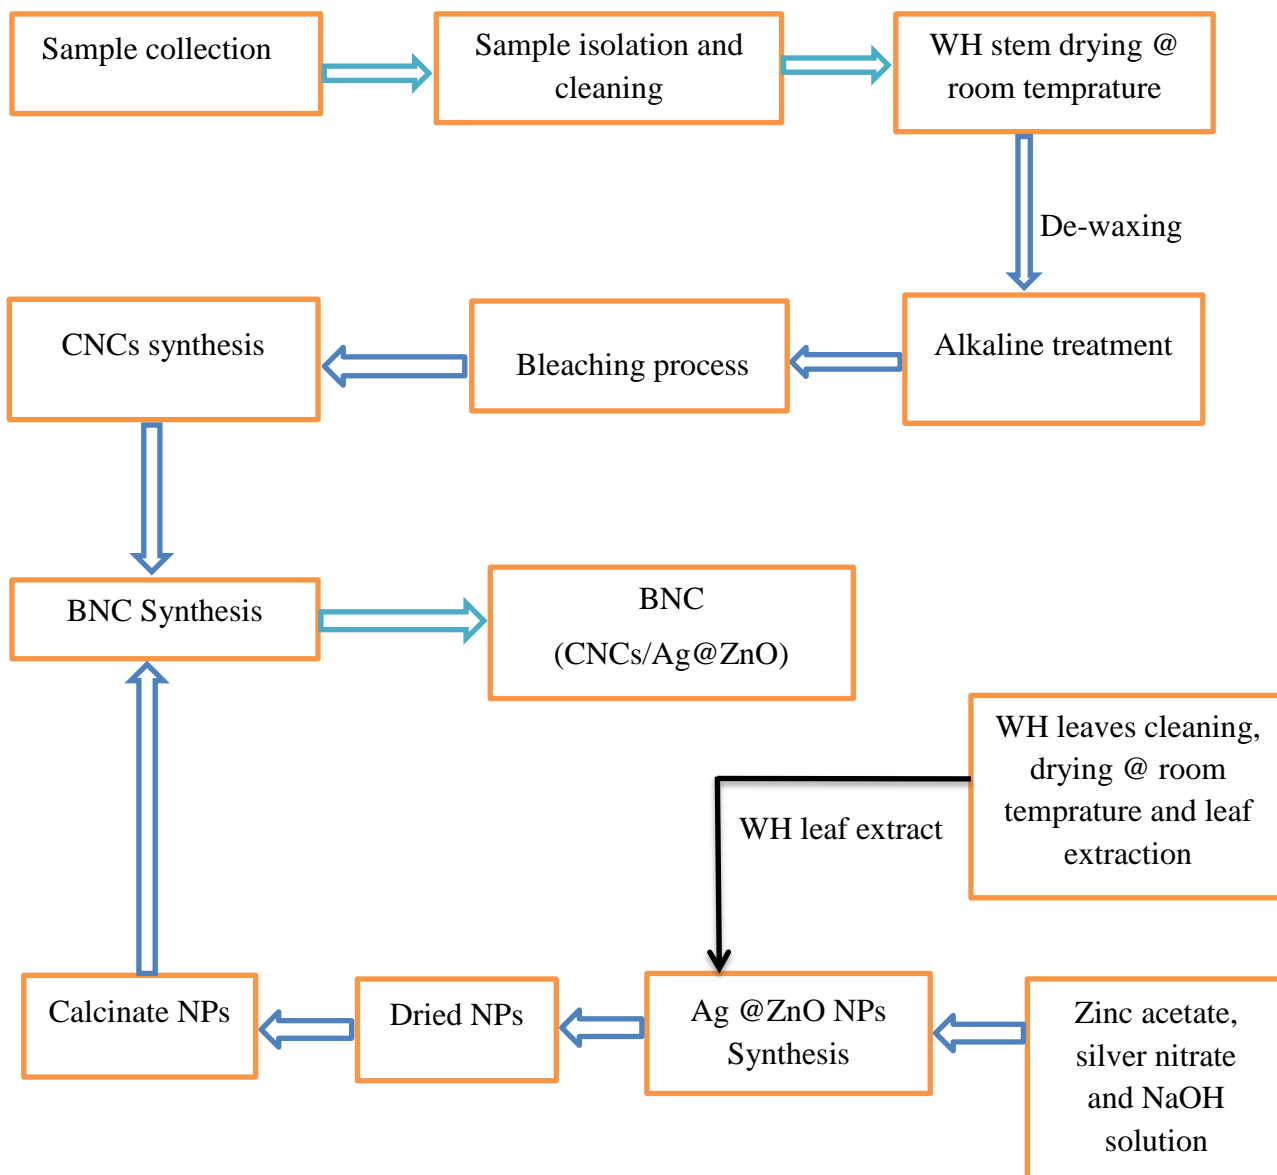 Sample collection
Sample isolation and
cleaning
WH stem drying @
room temprature
De-waxing
CNCs synthesis
Bleaching process
Alkaline treatment
BNC Synthesis
BNC
(CNCs/Ag@ZnO)
WH leaves cleaning,
drying @ room
temprature and leaf
extraction
WH leaf extract
Calcinate NPs
Dried NPs
Ag @ZnO NPs
Synthesis
Zinc acetate,
silver nitrate
and NaOH
solution